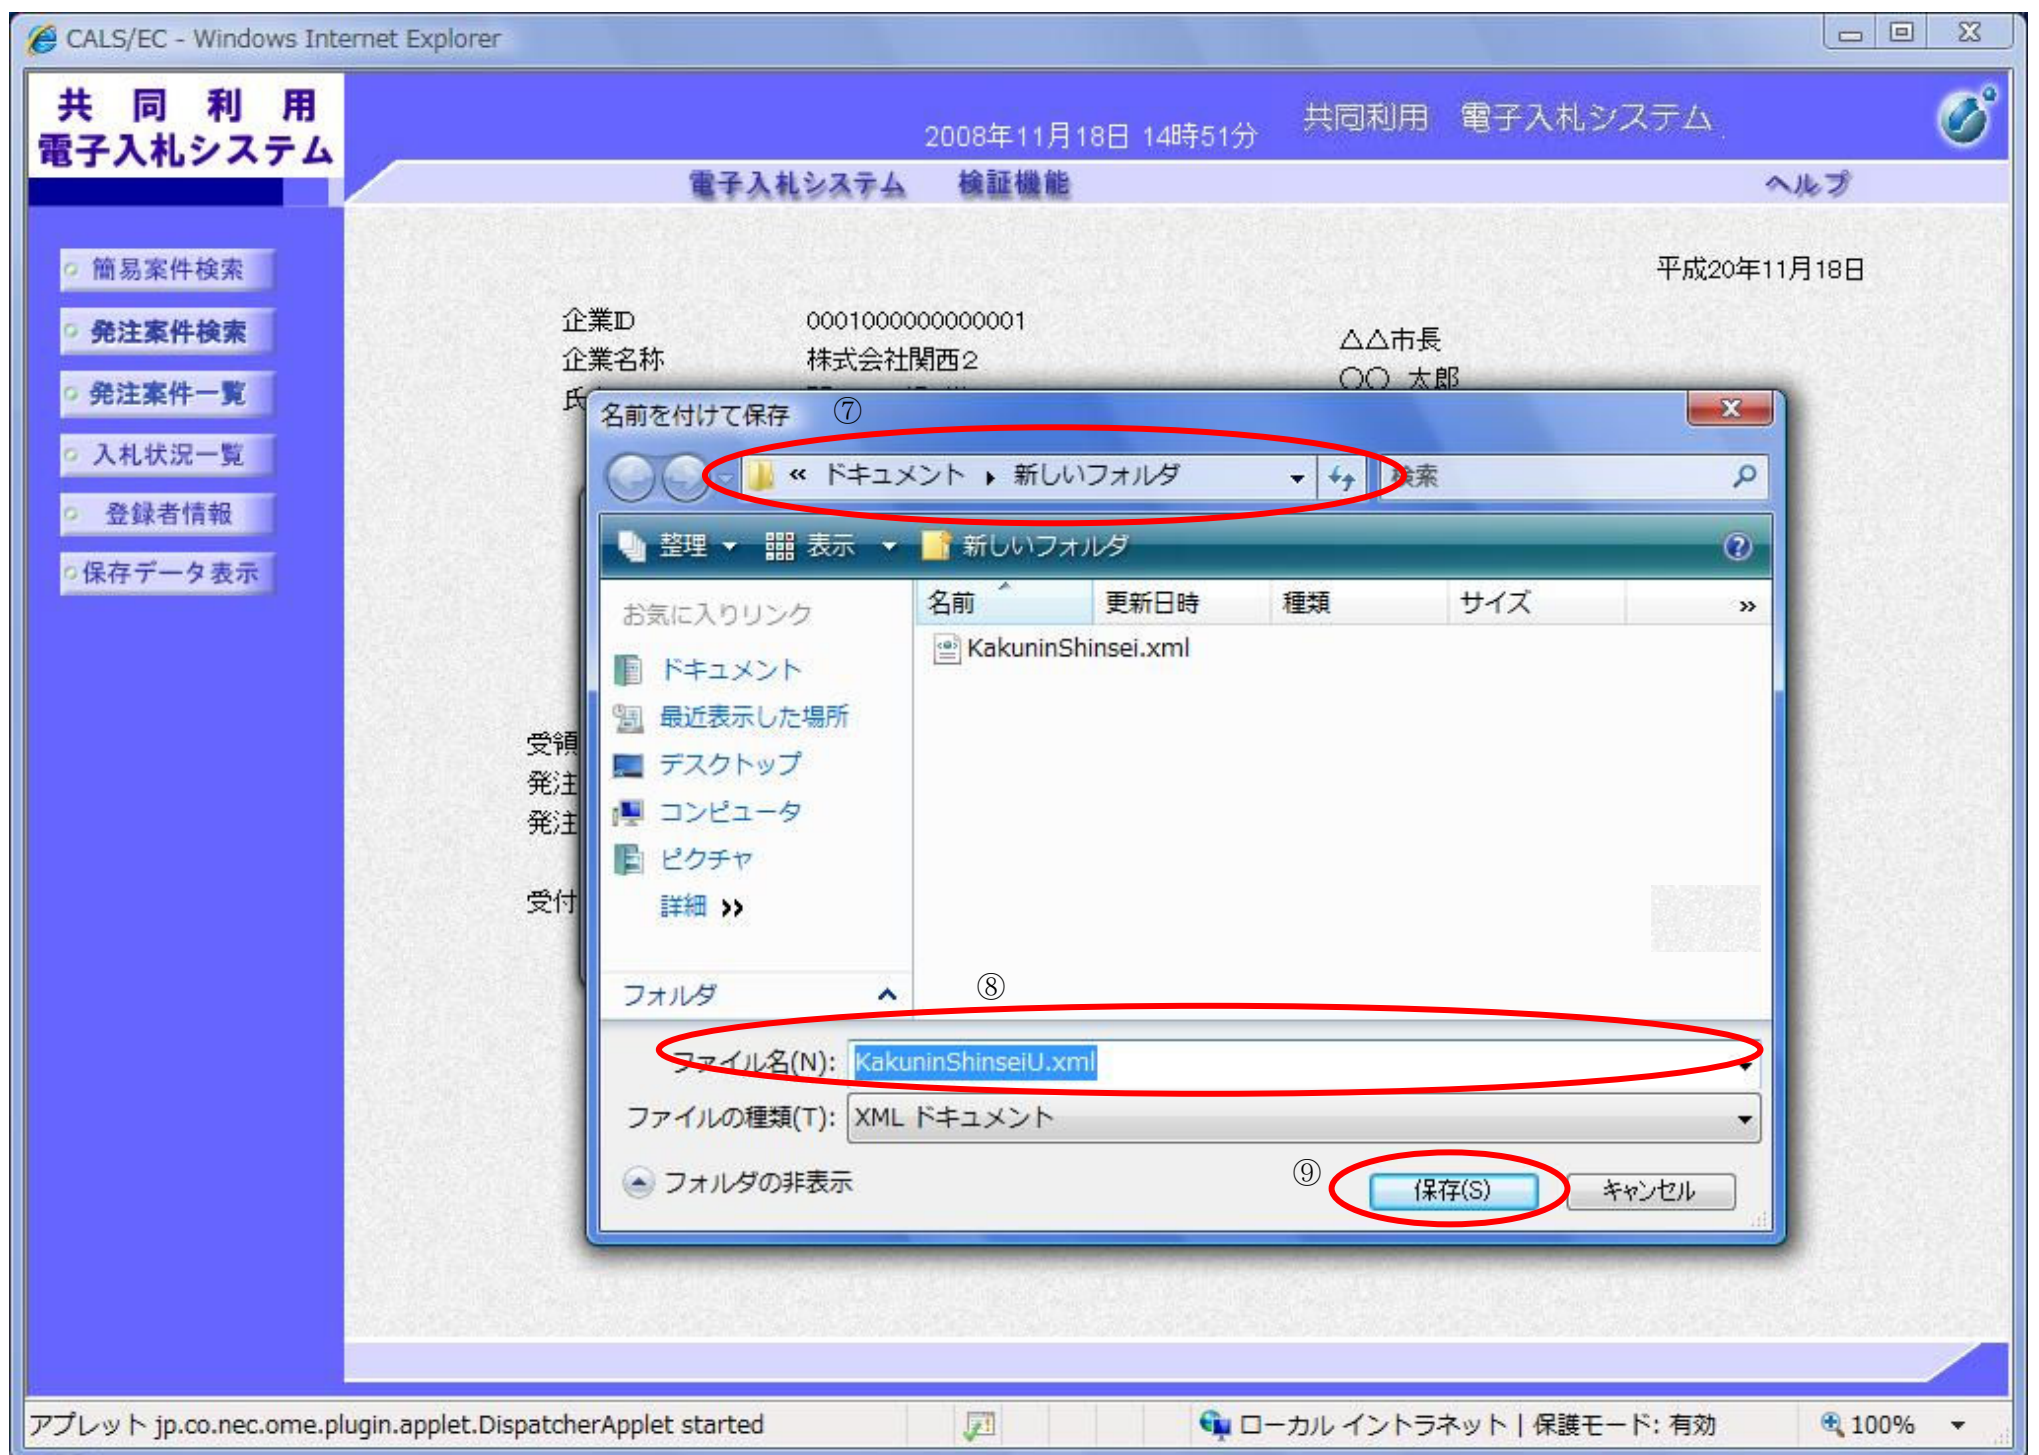 CALS/EC - Windows Internet Explorer
共 同 利 用
電子入札システム
2008年11月18日 14時51分
共同利用 電子入札システム
電子入札システム 検証機能 ヘルプ
簡易案件検索
発注案件検索
発注案件一覧
入札状況一覧
登録者情報
保存データ表示
平成20年11月18日
企業ID 0001000000000001
企業名称 株式会社関西2
△△市長
○○ 太郎
氏
受領
発注
発注
受付
名前を付けて保存 ⑦
« ドキュメント ▸ 新しいフォルダ
検索
整理 表示 新しいフォルダ
お気に入りリンク
ドキュメント
最近表示した場所
デスクトップ
コンピュータ
ピクチャ
詳細 »
フォルダ
名前 更新日時 種類 サイズ »
KakuninShinsei.xml
⑧
ファイル名(N): KakuninShinseiU.xml
ファイルの種類(T): XML ドキュメント
フォルダの非表示
⑨
保存(S) キャンセル
アプレット jp.co.nec.ome.plugin.applet.DispatcherApplet started
ローカル イントラネット | 保護モード: 有効
100%